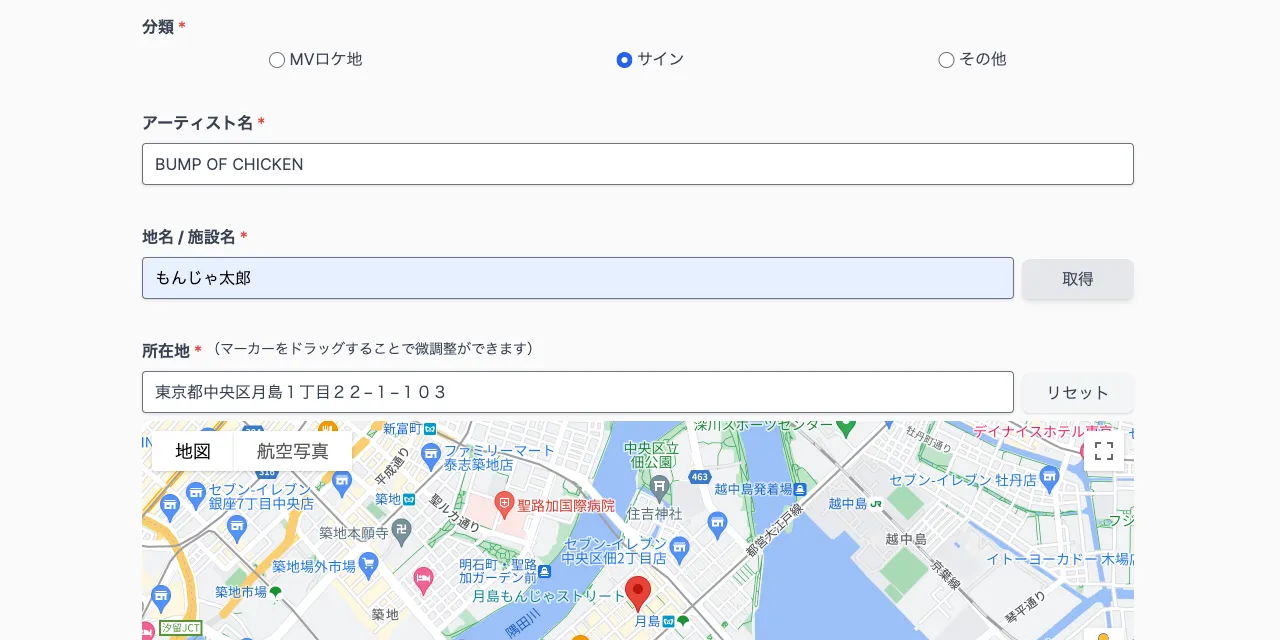 分類 *
MVロケ地
サイン
その他
アーティスト名 *
BUMP OF CHICKEN
地名 / 施設名 *
もんじゃ太郎
取得
所在地 * （マーカーをドラッグすることで微調整ができます）
東京都中央区月島１丁目２２−１−１０３
リセット
地図
航空写真
新富町
ファミリーマート
泰志築地店
平成通り
316
セブン-イレブン
銀座7丁目中央店
築地
聖ルカ通り
聖路加国際病院
築地本願寺
築地場外市場
築地市場
汐留JCT
明石町・聖路
加ガーデン前
月島もんじゃストリート
築地
隅田川
月島
中央区立
佃公園
住吉神社
463
セブン-イレブン
中央区佃2丁目店
深川スポーツセンター
越中島発着場
都営大江戸線
越中島
JR
越中島
京葉線
牡丹町通り
デイナイスホテル東京
セブン-イレブン 牡丹店
イトーヨーカドー 木場店
琴平通り